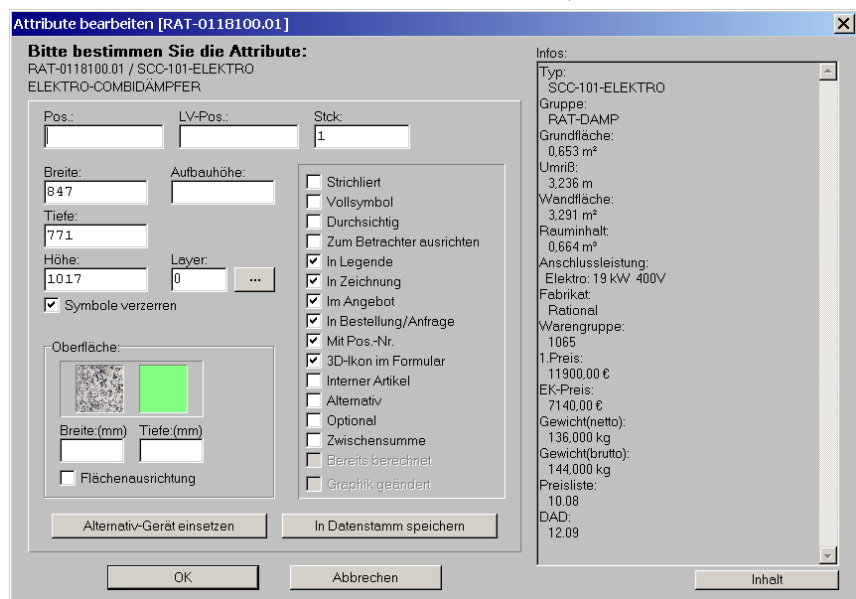 Attribute bearbeiten [RAT-0118100.01]
Bitte bestimmen Sie die Attribute:
RAT-0118100.01 / SCC-101-ELEKTRO
ELEKTRO-COMBIDÄMPFER
Pos.: LV-Pos.: Stck:
1
Breite: Aufbauhöhe:
847
Tiefe:
771
Höhe: Layer:
1017 0 ...
Symbole verzerren
Oberfläche:
Breite:(mm) Tiefe:(mm)
Flächenausrichtung
Strichliert
Vollsymbol
Durchsichtig
Zum Betrachter ausrichten
In Legende
In Zeichnung
Im Angebot
In Bestellung/Anfrage
Mit Pos.-Nr.
3D-Ikon im Formular
Interner Artikel
Alternativ
Optional
Zwischensumme
Bereits berechnet
Graphik geändert
Alternativ-Gerät einsetzen In Datenstamm speichern
OK Abbrechen
Infos:
Typ:
SCC-101-ELEKTRO
Gruppe:
RAT-DAMP
Grundfläche:
0,653 m²
Umriß:
3,236 m
Wandfläche:
3,291 m²
Rauminhalt:
0,664 m³
Anschlussleistung:
Elektro: 19 kW 400V
Fabrikat:
Rational
Warengruppe:
1065
1.Preis:
11900,00 €
EK-Preis:
7140,00 €
Gewicht(netto):
136,000 kg
Gewicht(brutto):
144,000 kg
Preisliste:
10.08
DAD:
12.09
Inhalt